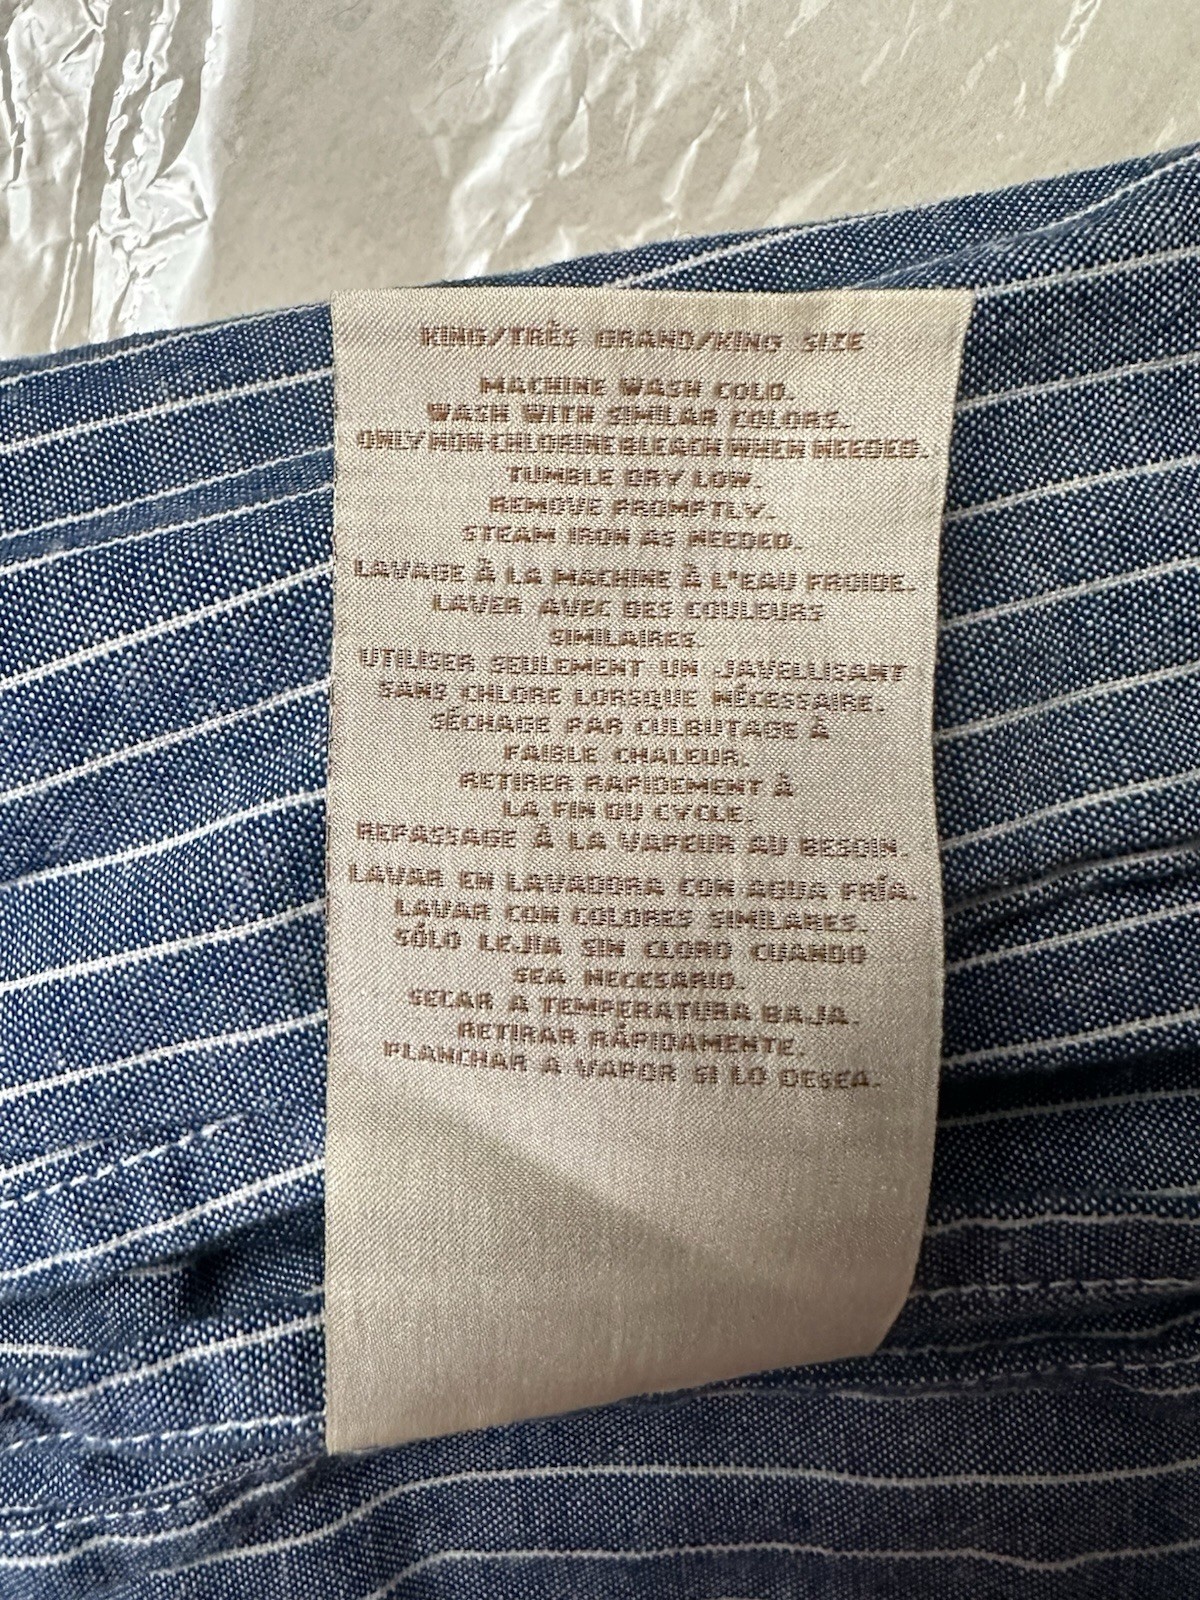 KING/TRÈS GRAND/KING SIZE
MACHINE WASH COLD.
WASH WITH SIMILAR COLORS.
ONLY NON-CHLORINE BLEACH WHEN NEEDED.
TUMBLE DRY LOW.
REMOVE PROMPTLY.
STEAM IRON AS NEEDED.
LAVAGE À LA MACHINE À L'EAU FROIDE.
LAVER AVEC DES COULEURS
SIMILAIRES.
UTILISER SEULEMENT UN JAVELLISANT
SANS CHLORE LORSQUE NÉCESSAIRE.
SÉCHAGE PAR CULBUTAGE À
FAIBLE CHALEUR.
RETIRER RAPIDEMENT À
LA FIN DU CYCLE.
REPASSAGE À LA VAPEUR AU BESOIN.
LAVAR EN LAVADORA CON AGUA FRÍA.
LAVAR CON COLORES SIMILARES.
SÓLO LEJIA SIN CLORO CUANDO
SEA NECESARIO.
SECAR A TEMPERATURA BAJA.
RETIRAR RÁPIDAMENTE.
PLANCHAR A VAPOR SI LO DESEA.